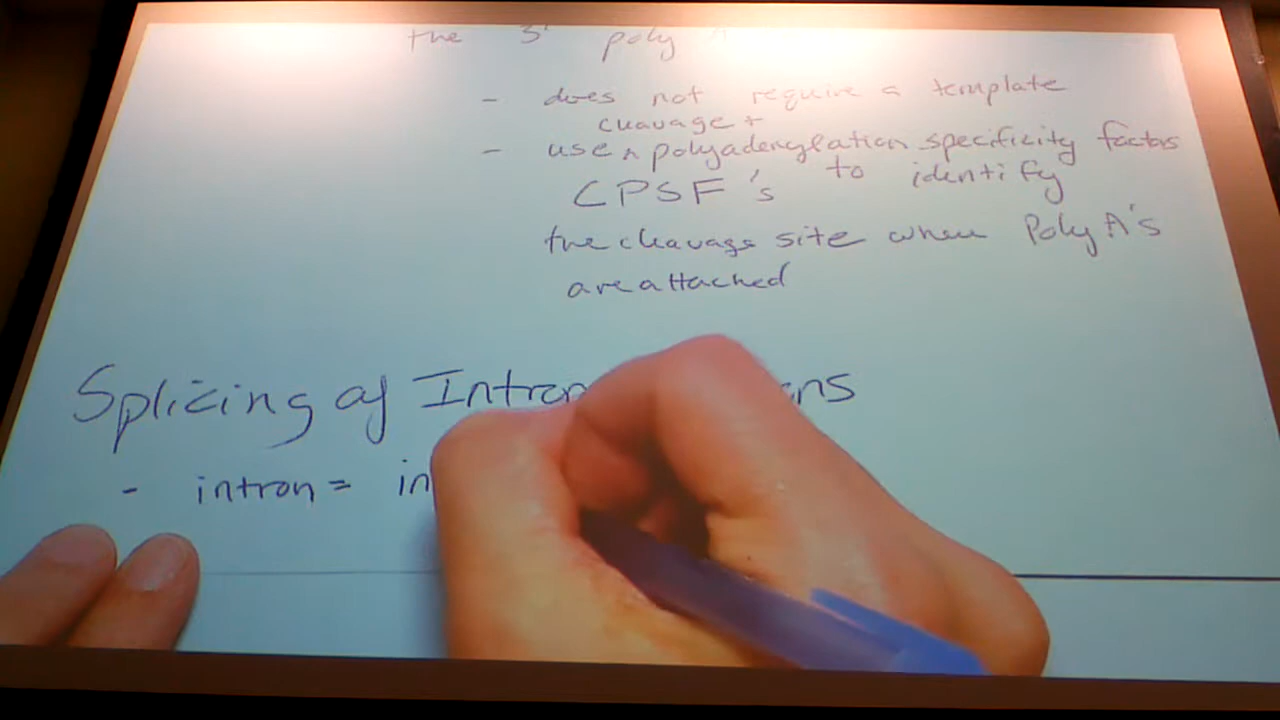 the 3' poly
- does not require a template
cleavage +
- use ^ polyadenylation specificity factors
CPSF's to identify
the cleavage site where Poly A's
are attached
Splicing of Intron ns
- intron = in